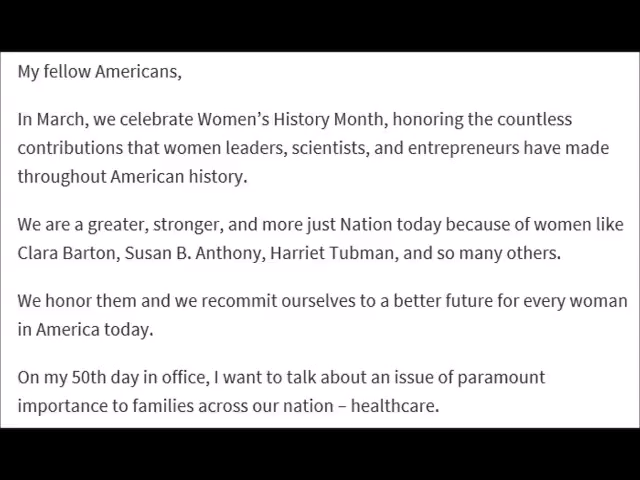 My fellow Americans,
In March, we celebrate Women’s History Month, honoring the countless
contributions that women leaders, scientists, and entrepreneurs have made
throughout American history.
We are a greater, stronger, and more just Nation today because of women like
Clara Barton, Susan B. Anthony, Harriet Tubman, and so many others.
We honor them and we recommit ourselves to a better future for every woman
in America today.
On my 50th day in office, I want to talk about an issue of paramount
importance to families across our nation – healthcare.